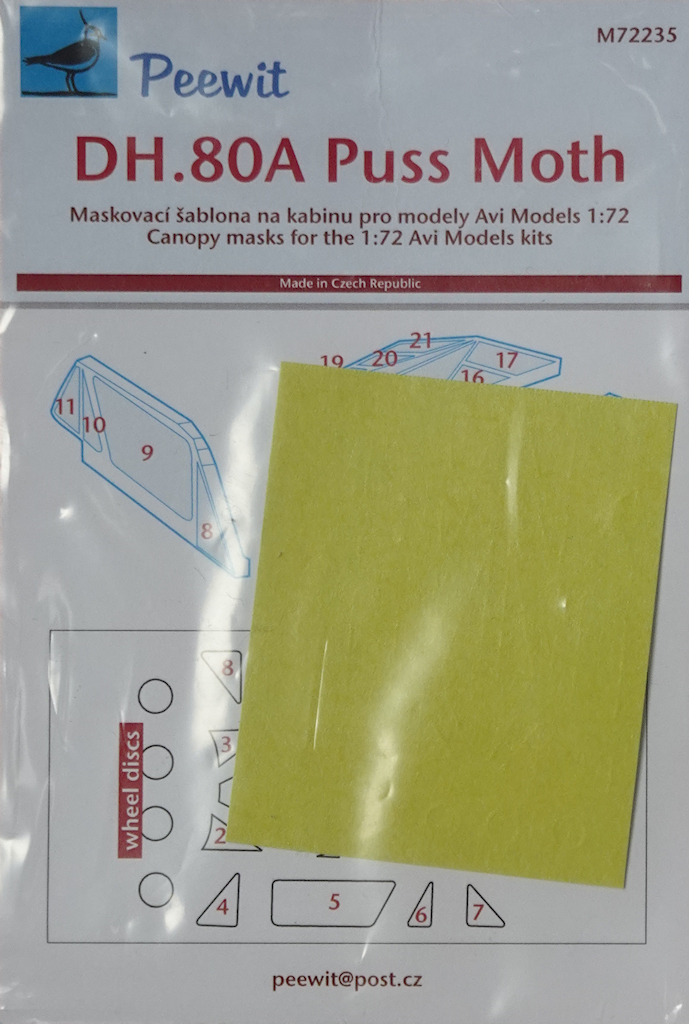 M72235
Peewit
DH.80A Puss Moth
Maskovací šablona na kabinu pro modely Avi Models 1:72
Canopy masks for the 1:72 Avi Models kits
Made in Czech Republic
21
19 20 17
16
11
10
9
8
8
wheel discs
3
2
4 5 6 7
peewit@post.cz